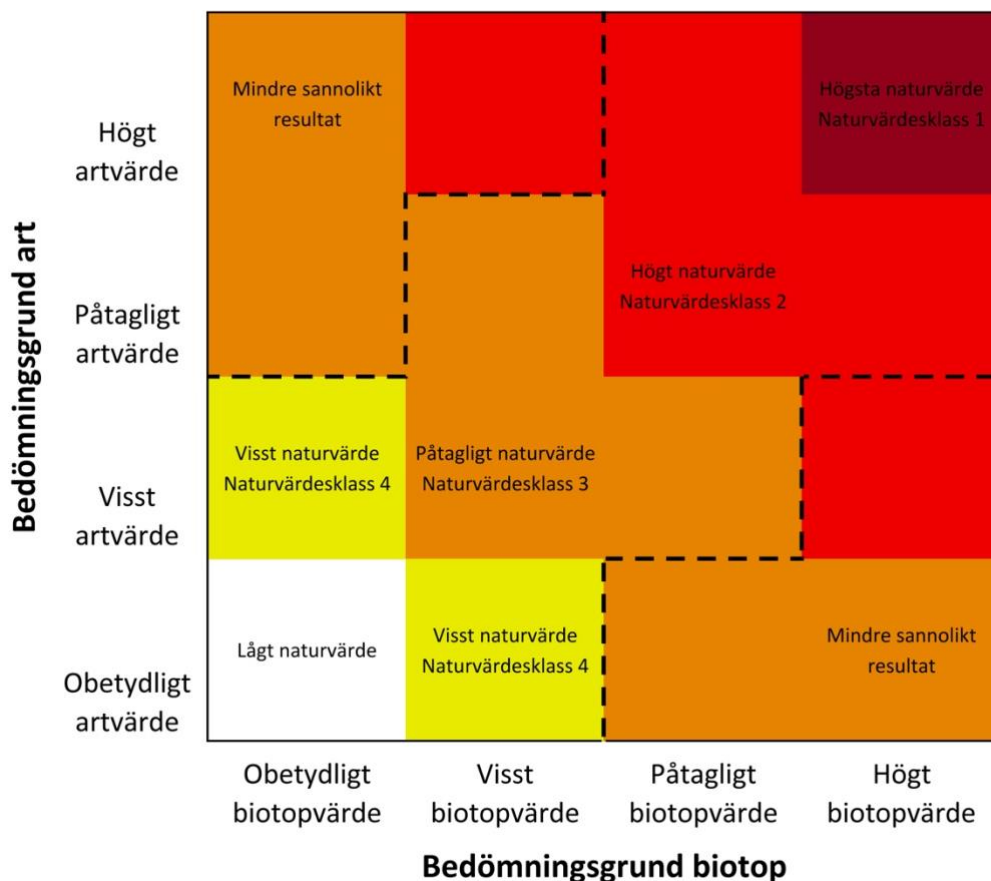 Bedömningsgrund art
Högt
artvärde
Mindre sannolikt
resultat
Högsta naturvärde
Naturvärdesklass 1
Påtagligt
artvärde
Högt naturvärde
Naturvärdesklass 2
Visst
artvärde
Visst naturvärde
Naturvärdesklass 4
Påtagligt naturvärde
Naturvärdesklass 3
Obetydligt
artvärde
Lågt naturvärde
Visst naturvärde
Naturvärdesklass 4
Mindre sannolikt
resultat
Obetydligt
biotopvärde
Visst
biotopvärde
Påtagligt
biotopvärde
Högt
biotopvärde
Bedömningsgrund biotop